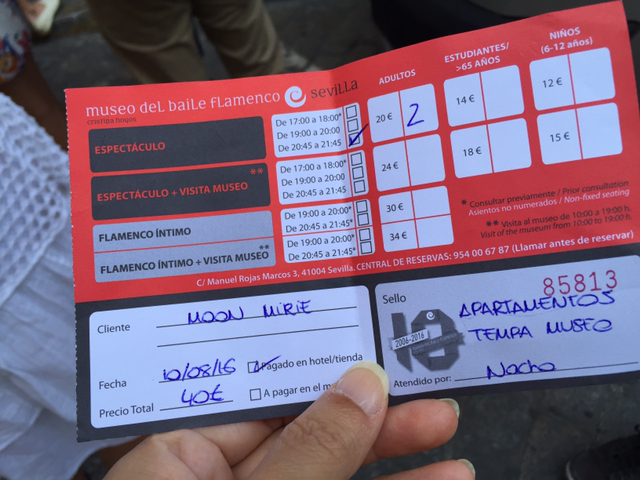 museo del baile flamenco sevilla
cristina hoyos
ADULTOS
ESTUDIANTES/
>65 AÑOS
NIÑOS
(6-12 años)
ESPECTÁCULO
De 17:00 a 18:00*
De 19:00 a 20:00
De 20:45 a 21:45
20 € 2
14 €
12 €
ESPECTÁCULO + VISITA MUSEO **
De 17:00 a 18:00*
De 19:00 a 20:00
De 20:45 a 21:45
24 €
18 €
15 €
FLAMENCO ÍNTIMO
De 19:00 a 20:00*
De 20:45 a 21:45*
30 €
FLAMENCO ÍNTIMO + VISITA MUSEO **
De 19:00 a 20:00*
De 20:45 a 21:45*
34 €
* Consultar previamente / Prior consultation
Asientos no numerados / Non-fixed seating
** Visita al museo de 10:00 a 19:00 h.
Visit of the museum from 10:00 to 19:00 h.
C/ Manuel Rojas Marcos 3, 41004 Sevilla. CENTRAL DE RESERVAS: 954 00 67 87 (Llamar antes de reservar)
Cliente MOON MIRIE
Fecha 10/08/16
Pagado en hotel/tienda
Precio Total 40€
A pagar en el m
Sello
85813
10
2006-2016
APARTAMENTOS
TEMPA MUSEO
Atendido por: Nacho